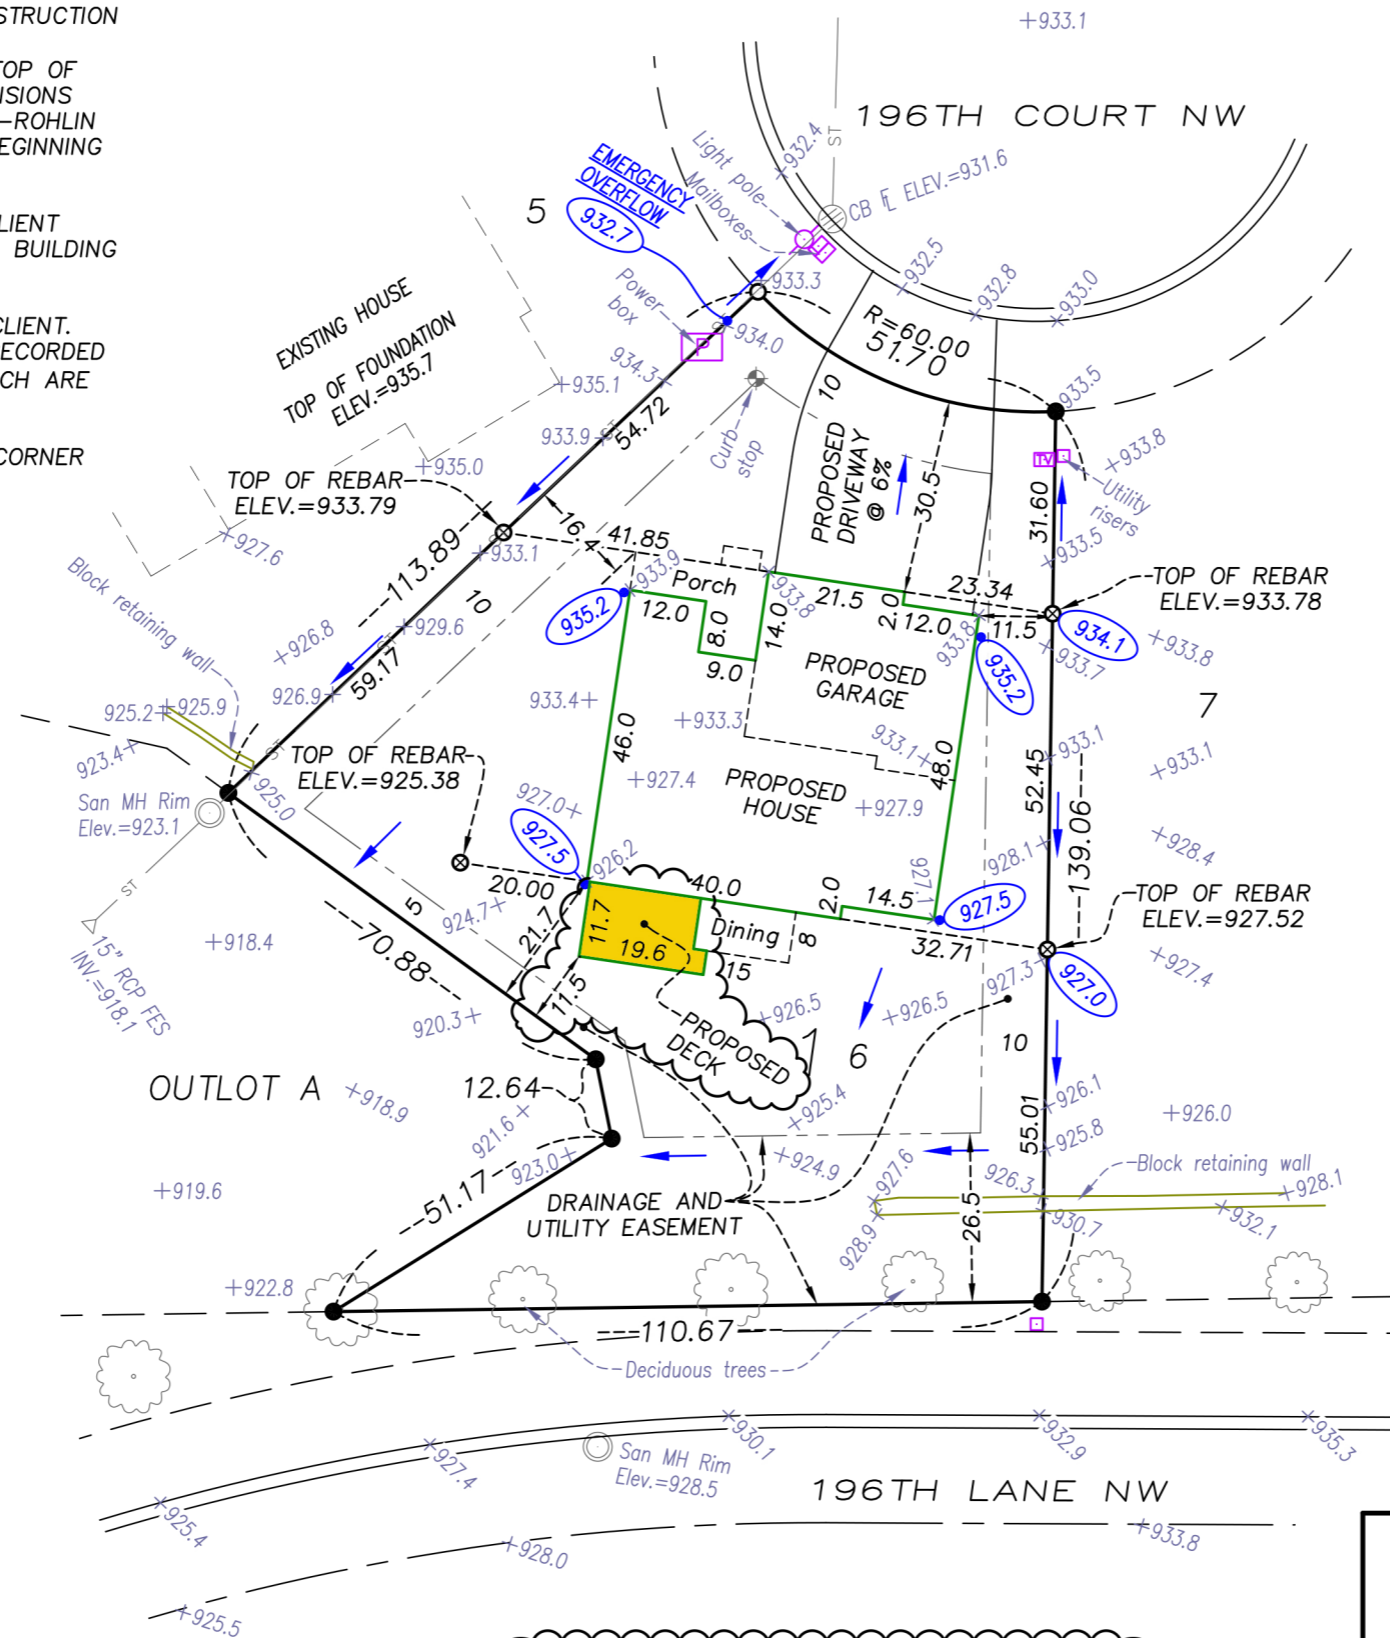 STRUCTION
TOP OF
ISIONS
-ROHLIN
EGINNING
LIENT
BUILDING
CLIENT.
RECORDED
CH ARE
CORNER
+933.1
196TH COURT NW
932.4
ST
Light pole
Mailboxes
CB FL ELEV.=931.6
EMERGENCY
OVERFLOW
932.7
5
Power
box
P
933.3
932.5
932.8
933.0
R=60.00
51.70
EXISTING HOUSE
TOP OF FOUNDATION
ELEV.=935.7
934.0
934.3
+935.1
933.9
54.72
ST
+935.0
Curb
stop
10
PROPOSED
DRIVEWAY
@ 6%
30.5
933.5
+933.8
TV
Utility
risers
31.60
+933.5
TOP OF REBAR
ELEV.=933.79
+927.6
Block retaining wall
113.89
+933.1
16.4
41.85
933.9
Porch
933.8
21.5
23.34
TOP OF REBAR
ELEV.=933.78
935.2
12.0
8.0
14.0
2.0
12.0
11.5
934.1
9.0
933.8
935.2
+933.7
+933.8
10
+929.6
ST
+926.8
59.17
926.9
PROPOSED
GARAGE
7
925.2
+925.9
923.4+
ST
933.4+
+933.3
46.0
933.1+
48.0
52.45
+933.1
+933.1
TOP OF REBAR
ELEV.=925.38
+925.0
San MH Rim
Elev.=923.1
927.0+
+927.4
PROPOSED
HOUSE
+927.9
139.06
928.1+
+928.4
927.5
926.2
ST
20.00
40.0
2.0
14.5
927.1
927.5
TOP OF REBAR
ELEV.=927.52
5
924.7+
21.7
11.7
19.6
Dining
8
15
32.71
927.3
927.0
+927.4
70.88
+918.4
15" RCP FES
INV.=918.1
11.5
920.3+
PROPOSED
DECK
1
+926.5
+926.5
6
10
OUTLOT A
+918.9
12.64
921.6+
+925.4
+926.1
+926.0
55.01
+925.8
923.0+
+924.9
+927.6
926.3
Block retaining wall
+928.1
+919.6
51.17
DRAINAGE AND
UTILITY EASEMENT
928.9
26.5
+930.7
+932.1
+922.8
110.67
Deciduous trees
+930.1
+932.9
+935.3
+927.4
San MH Rim
Elev.=928.5
196TH LANE NW
+925.4
+928.0
+933.8
+925.5